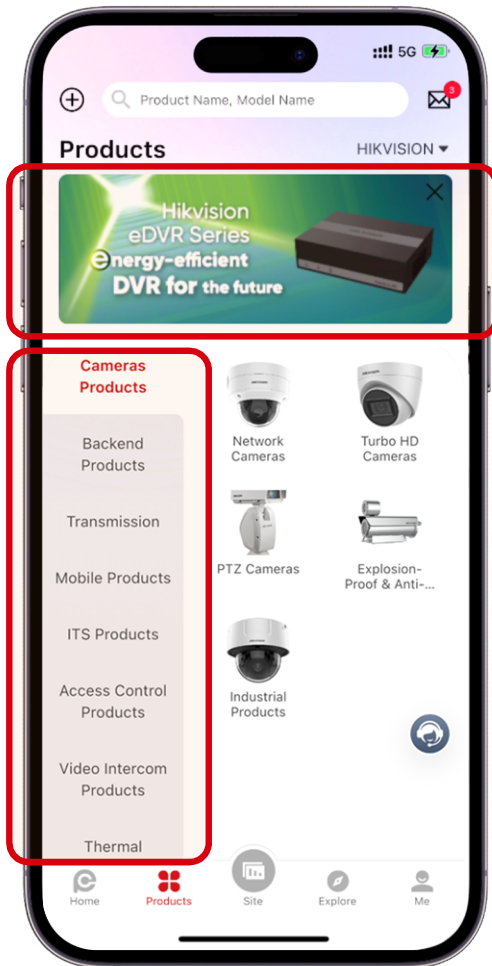 5G
Product Name, Model Name
3
Products
HIKVISION
Hikvision
eDVR Series
energy-efficient
DVR for the future
Cameras
Products
Backend
Products
Transmission
Mobile Products
ITS Products
Access Control
Products
Video Intercom
Products
Thermal
Network
Cameras
Turbo HD
Cameras
PTZ Cameras
Explosion-
Proof & Anti-...
Industrial
Products
Home
Products
Site
Explore
Me